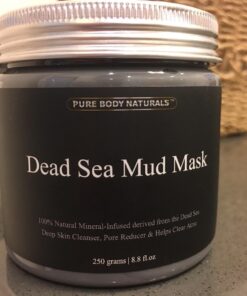 PURE BODY NATURALS™
Dead Sea Mud Mask
100% Natural Mineral-Infused derived from the Dead Sea
Deep Skin Cleanser, Pore Reducer & Helps Clear Acne
250 grams | 8.8 fl.oz